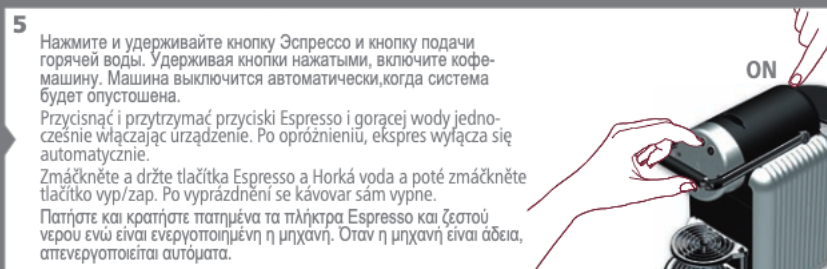 5
Нажмите и удерживайте кнопку Эспрессо и кнопку подачи
горячей воды. Удерживая кнопки нажатыми, включите кофе-
машину. Машина выключится автоматически,когда система
будет опустошена.
Przycisnąć i przytrzymać przyciski Espresso i gorącej wody jedno-
cześnie włączając urządzenie. Po opróżnieniu, ekspres wyłącza się
automatycznie.
Zmáčkněte a držte tlačítka Espresso a Horká voda a poté zmáčkněte
tlačítko vyp/zap. Po vyprázdnění se kávovar sám vypne.
Πατήστε και κρατήστε πατημένα τα πλήκτρα Espresso και ζεστού
νερου ενώ είναι ενεργοποιημένη η μηχανή. Όταν η μηχανή είναι άδεια,
απενεργοποιείται αυτόματα.
ON